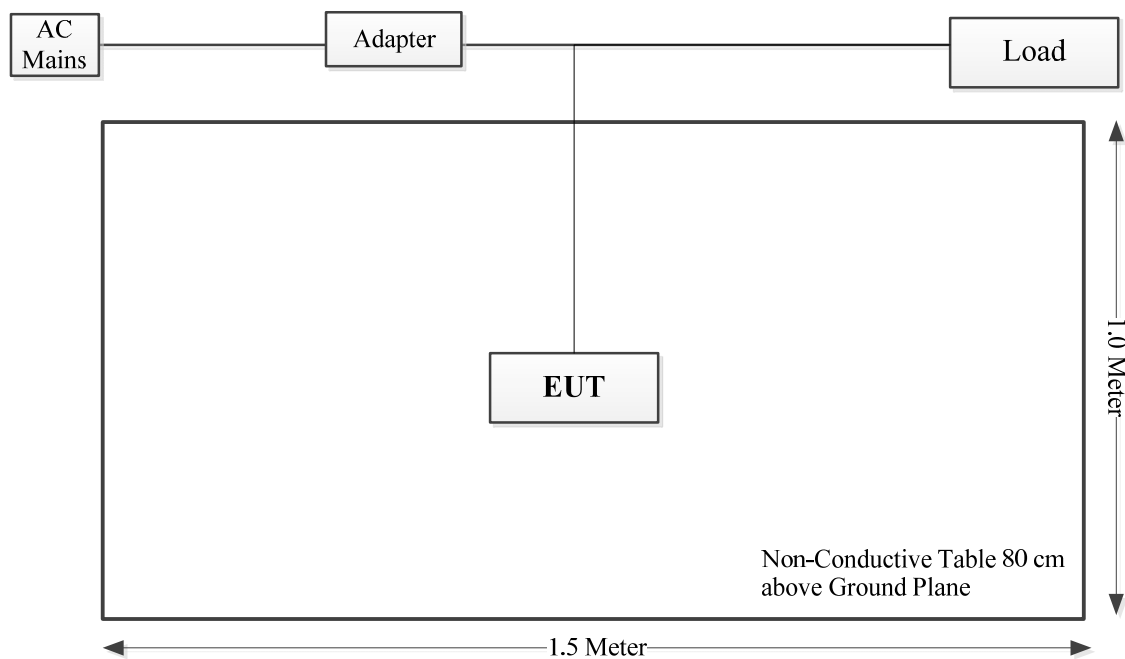 AC
Mains
Adapter
Load
EUT
1.0 Meter
Non-Conductive Table 80 cm
above Ground Plane
1.5 Meter